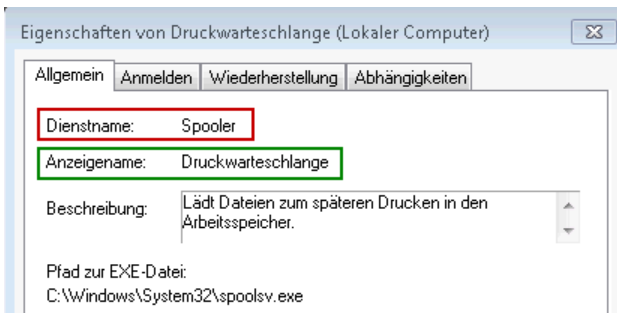 Eigenschaften von Druckwarteschlange (Lokaler Computer)
Allgemein Anmelden Wiederherstellung Abhängigkeiten
Dienstname: Spooler
Anzeigename: Druckwarteschlange
Beschreibung: Lädt Dateien zum späteren Drucken in den
Arbeitsspeicher.
Pfad zur EXE-Datei:
C:\Windows\System32\spoolsv.exe